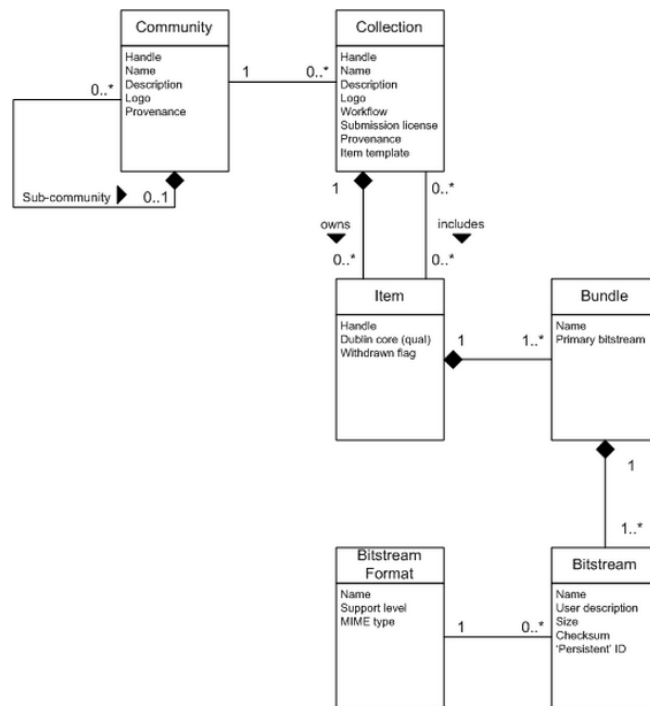 Community
Handle
Name
Description
Logo
Provenance
Collection
Handle
Name
Description
Logo
Workflow
Submission license
Provenance
Item template
1
0..*
0..*
Sub-community
0..1
1
0..*
owns
includes
0..*
0..*
Item
Handle
Dublin core (qual)
Withdrawn flag
Bundle
Name
Primary bitstream
1
1..*
1
1..*
Bitstream
Format
Name
Support level
MIME type
Bitstream
Name
User description
Size
Checksum
'Persistent' ID
1
0..*